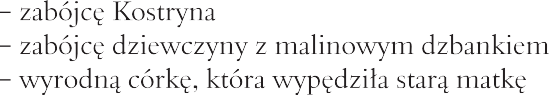 – zabójcę Kostryna
– zabójcę dziewczyny z malinowym dzbankiem
– wyrodną córkę, która wypędziła starą matkę